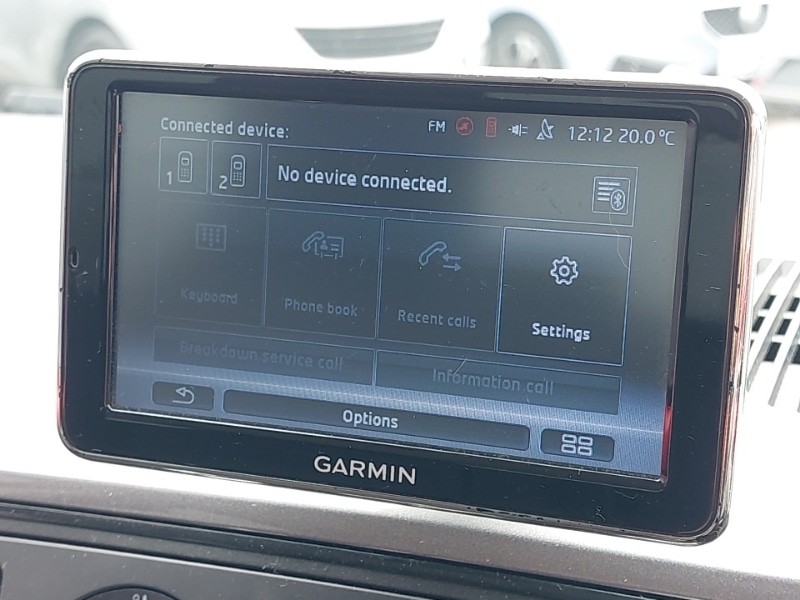 Connected device:
FM 12:12 20.0°C
1
2
No device connected.
Keyboard
Phone book
Recent calls
Settings
Breakdown service call
Information call
Options
GARMIN